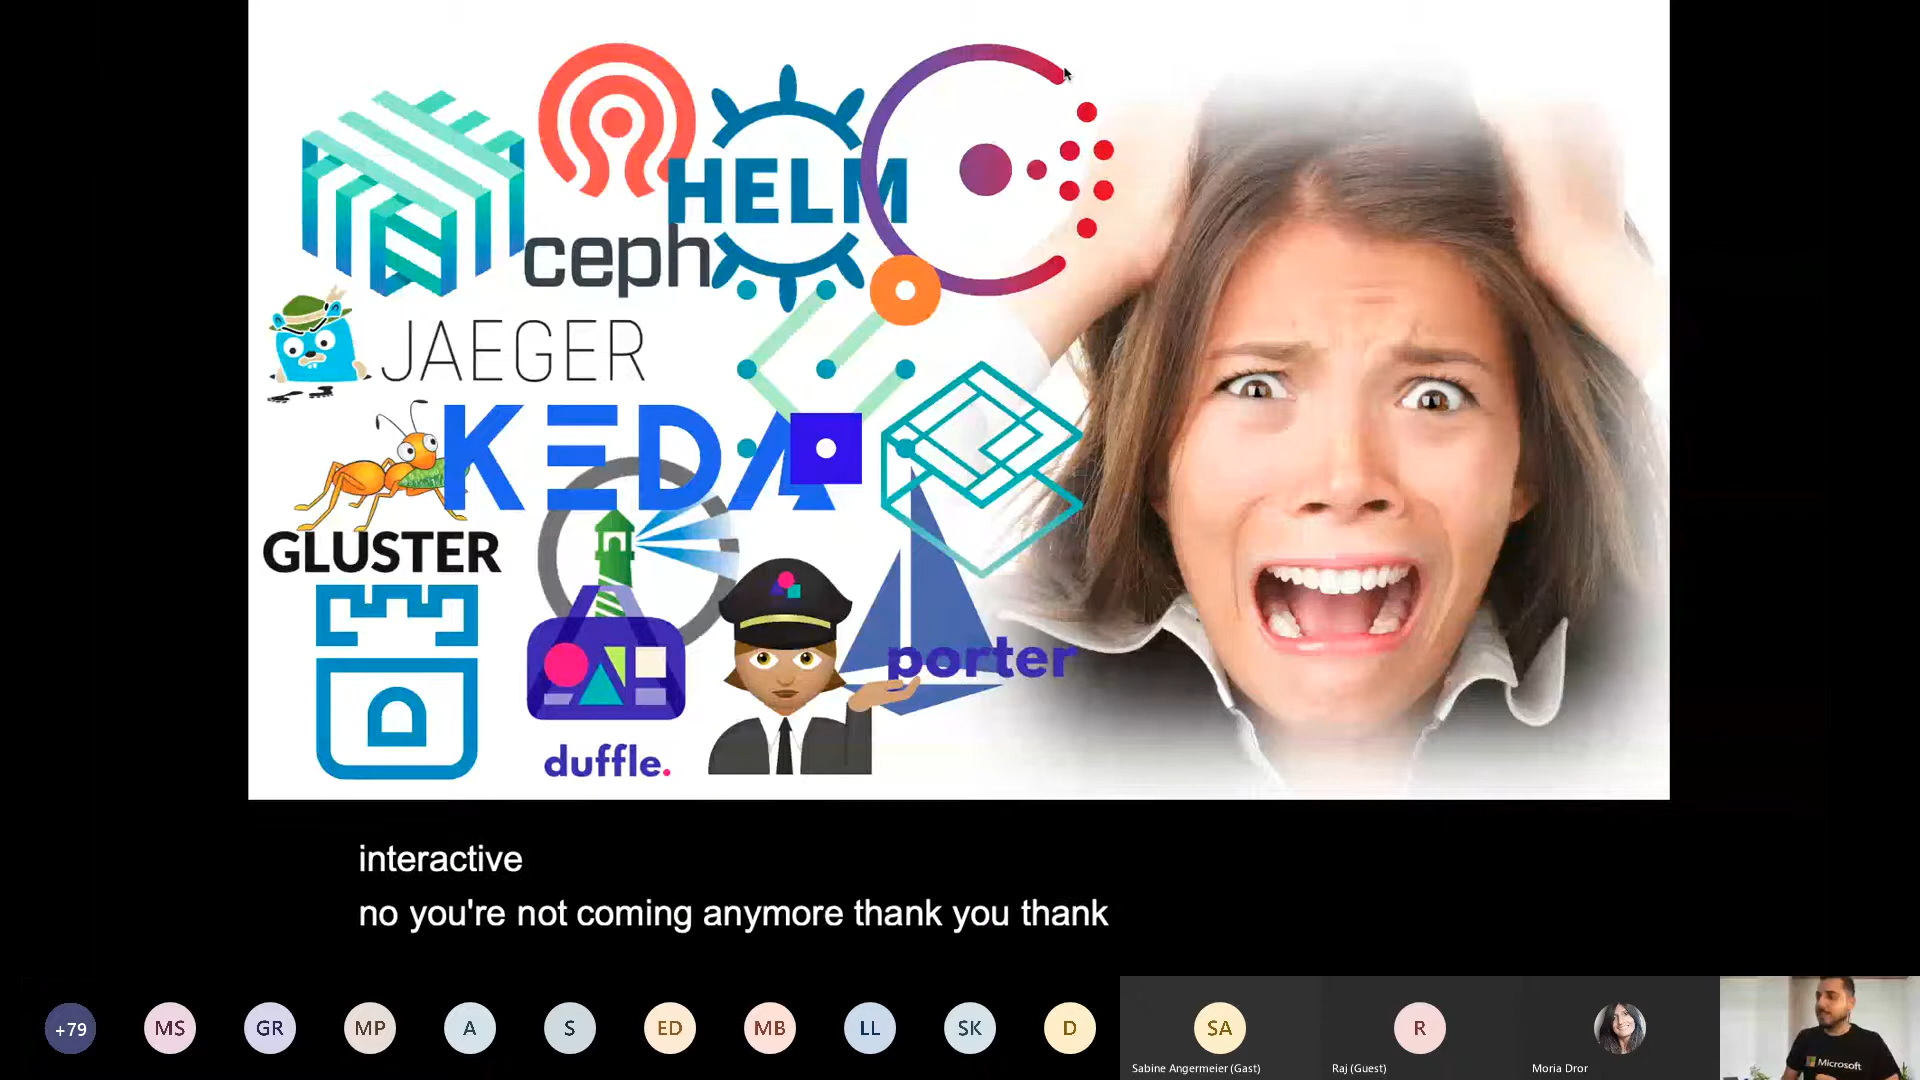 HELM
ceph
JAEGER
KEDA
GLUSTER
D
porter
duffle.
interactive
no you're not coming anymore thank you thank
+79
MS
GR
MP
A
S
ED
MB
LL
SK
D
SA
R
Sabine Angermeier (Gast)
Raj (Guest)
Moria Dror
Microsoft